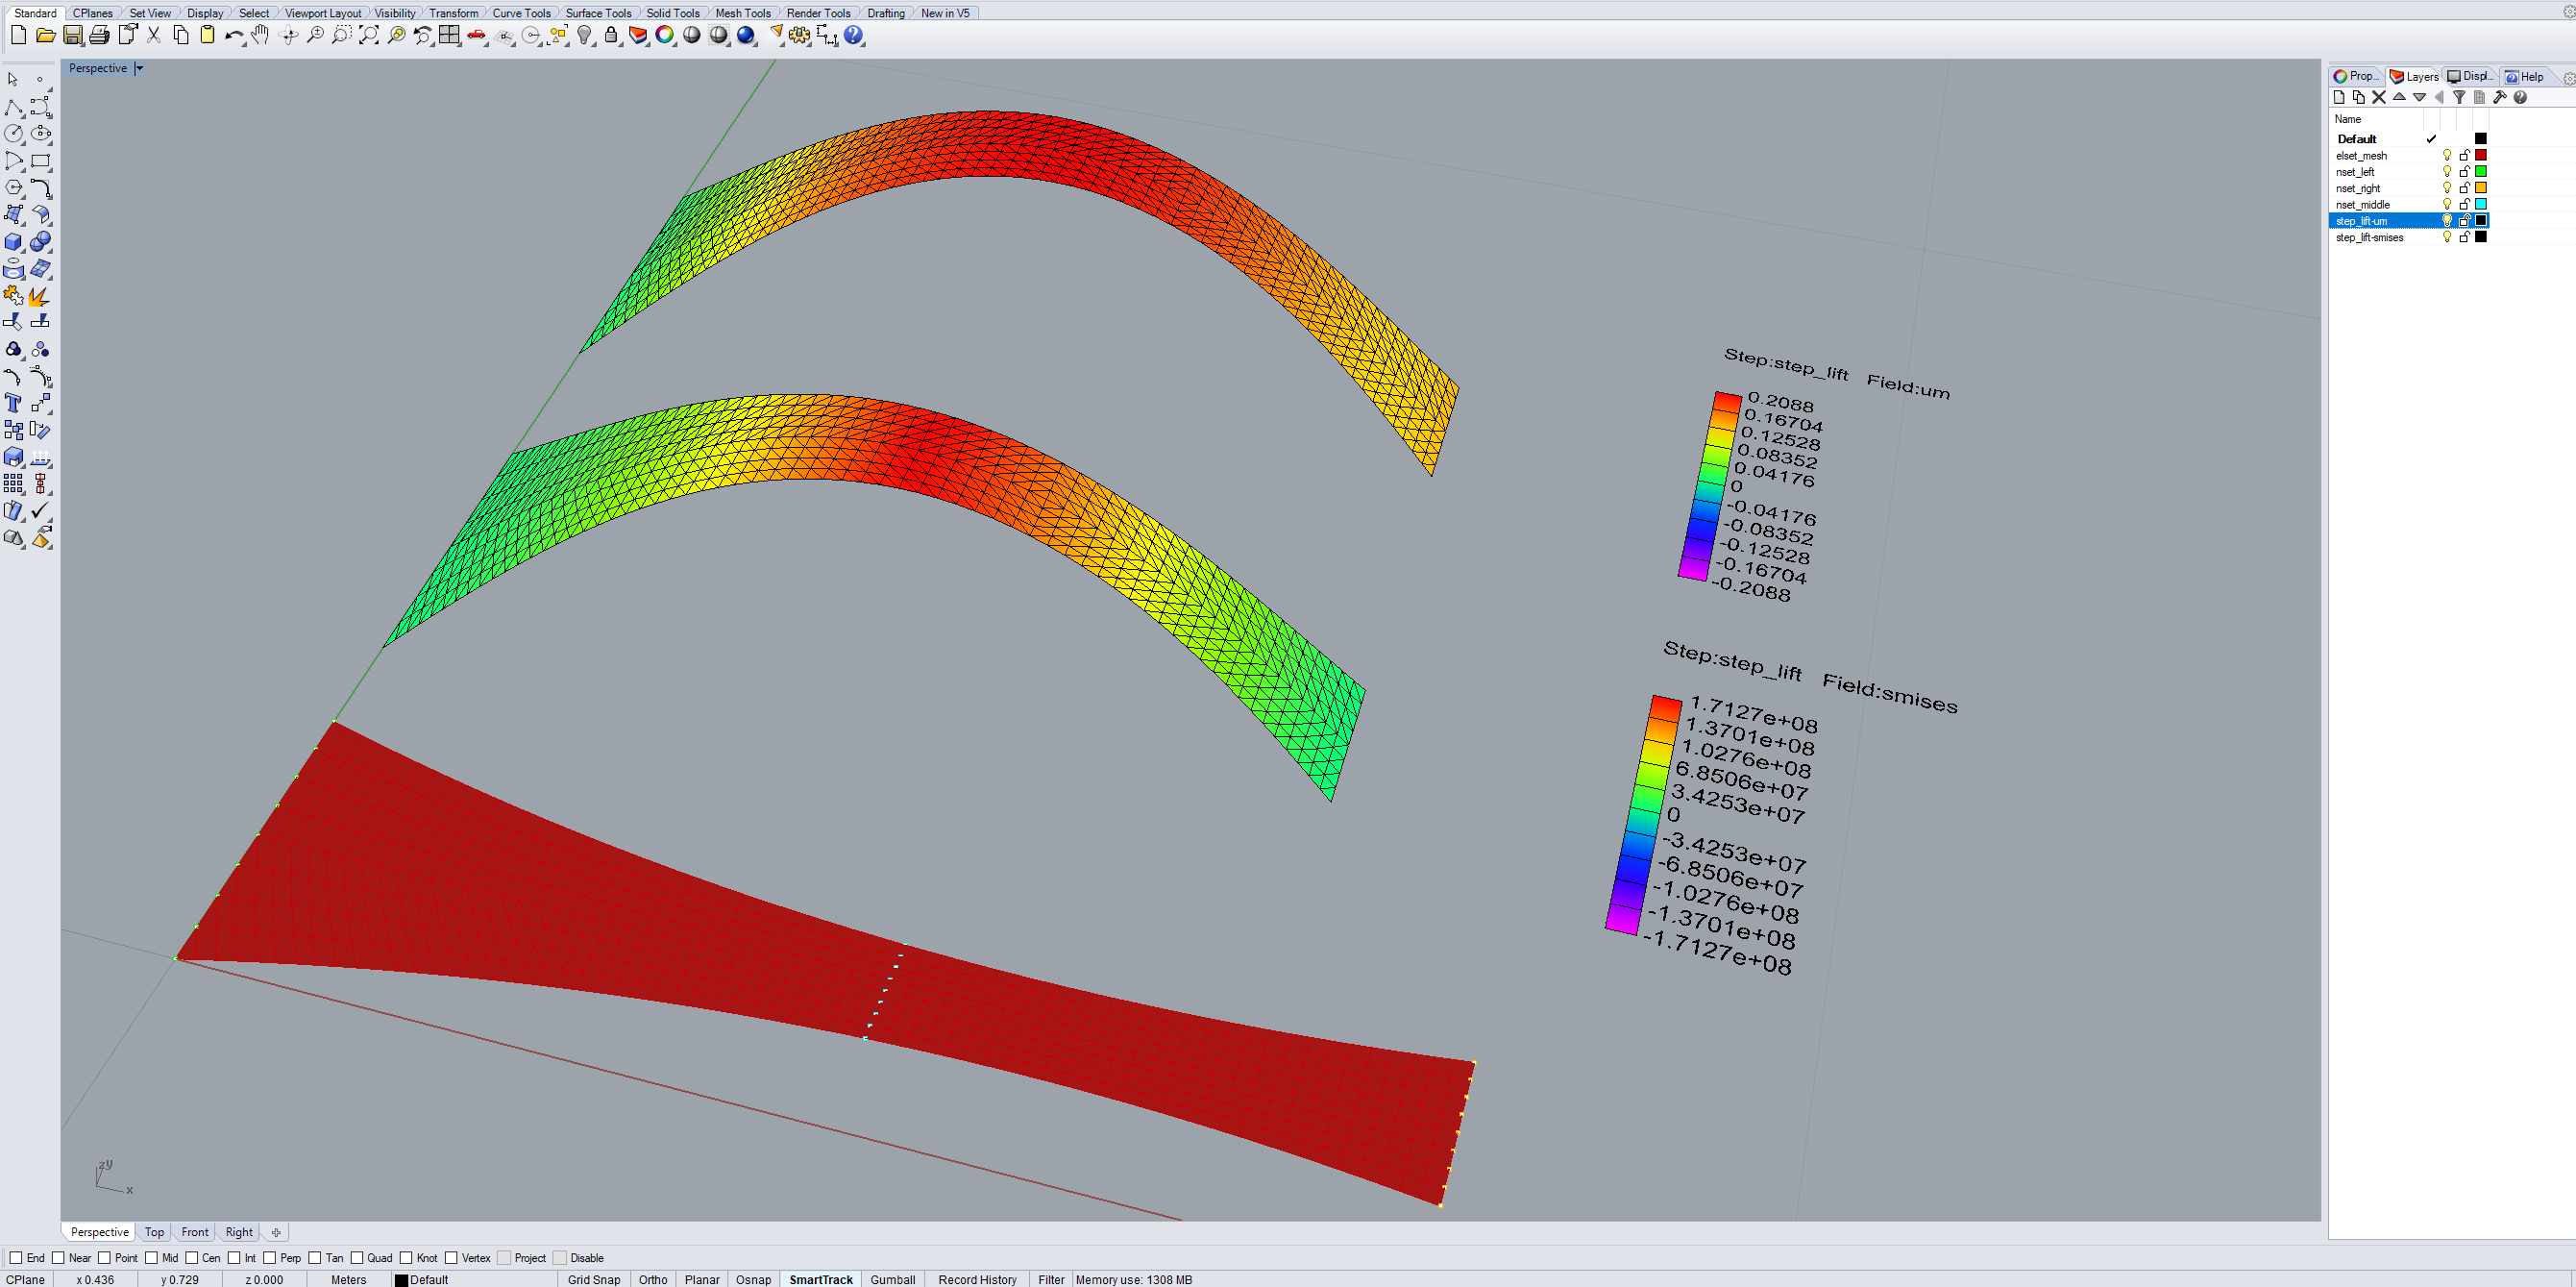 Standard CPlanes Set View Display Select Viewport Layout Visibility Transform Curve Tools Surface Tools Solid Tools Mesh Tools Render Tools Drafting New in V5
Perspective
Prop... Layers Displ... Help
Name
Default
elset_mesh
nset_left
nset_right
nset_middle
step_lift-um
step_lift-smises
Step:step_lift Field:um
0.2088
0.16704
0.12528
0.08352
0.04176
0
-0.04176
-0.08352
-0.12528
-0.16704
-0.2088
Step:step_lift Field:smises
1.7127e+08
1.3701e+08
1.0276e+08
6.8506e+07
3.4253e+07
0
-3.4253e+07
-6.8506e+07
-1.0276e+08
-1.3701e+08
-1.7127e+08
zy
x
Perspective Top Front Right
End Near Point Mid Cen Int Perp Tan Quad Knot Vertex Project Disable
CPlane x 0.436 y 0.729 z 0.000 Meters Default Grid Snap Ortho Planar Osnap SmartTrack Gumball Record History Filter Memory use: 1308 MB